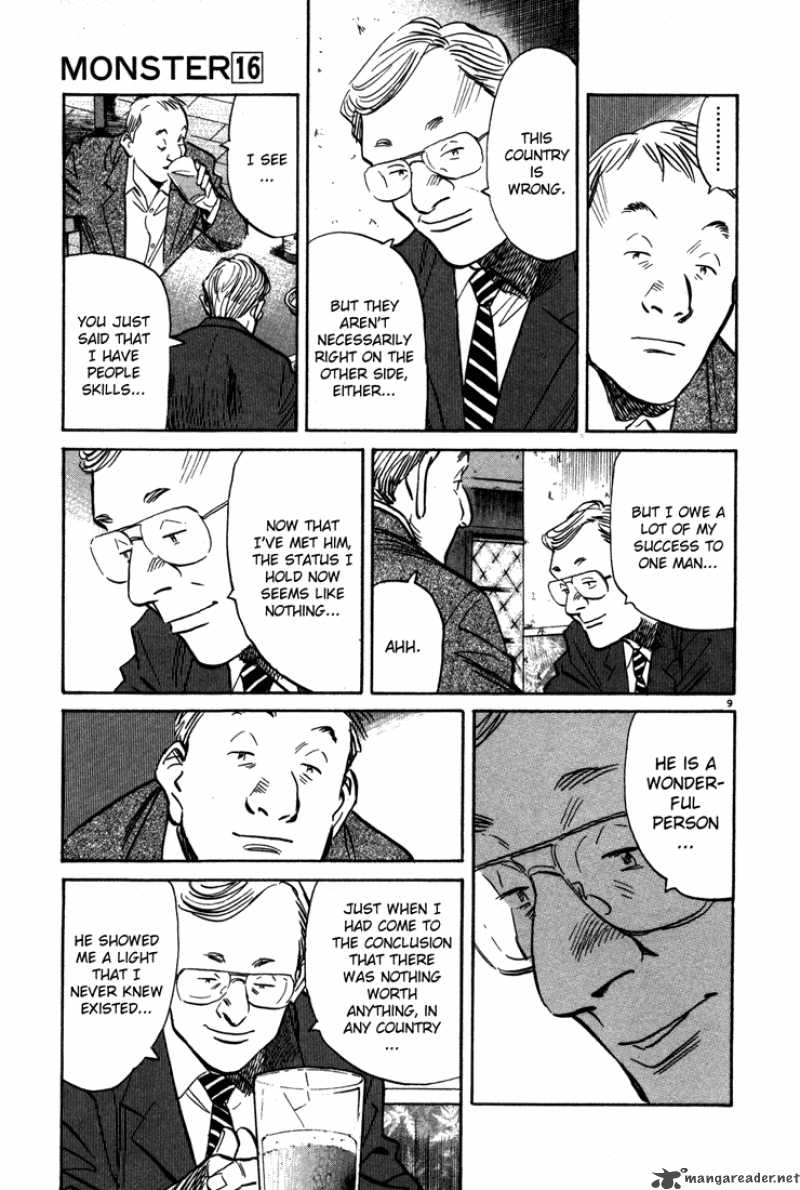 MONSTER 16
.........
THIS
COUNTRY
IS
WRONG.
BUT THEY
AREN'T
NECESSARILY
RIGHT ON THE
OTHER SIDE,
EITHER...
I SEE
...
YOU JUST
SAID THAT
I HAVE
PEOPLE
SKILLS...
BUT I OWE A
LOT OF MY
SUCCESS TO
ONE MAN...
AHH.
NOW THAT
I'VE MET HIM,
THE STATUS I
HOLD NOW
SEEMS LIKE
NOTHING...
9
HE IS A
WONDER-
FUL
PERSON
...
JUST WHEN I
HAD COME TO
THE CONCLUSION
THAT THERE
WAS NOTHING
WORTH
ANYTHING, IN
ANY COUNTRY
...
HE SHOWED
ME A LIGHT
THAT I
NEVER KNEW
EXISTED...
mangareader.net